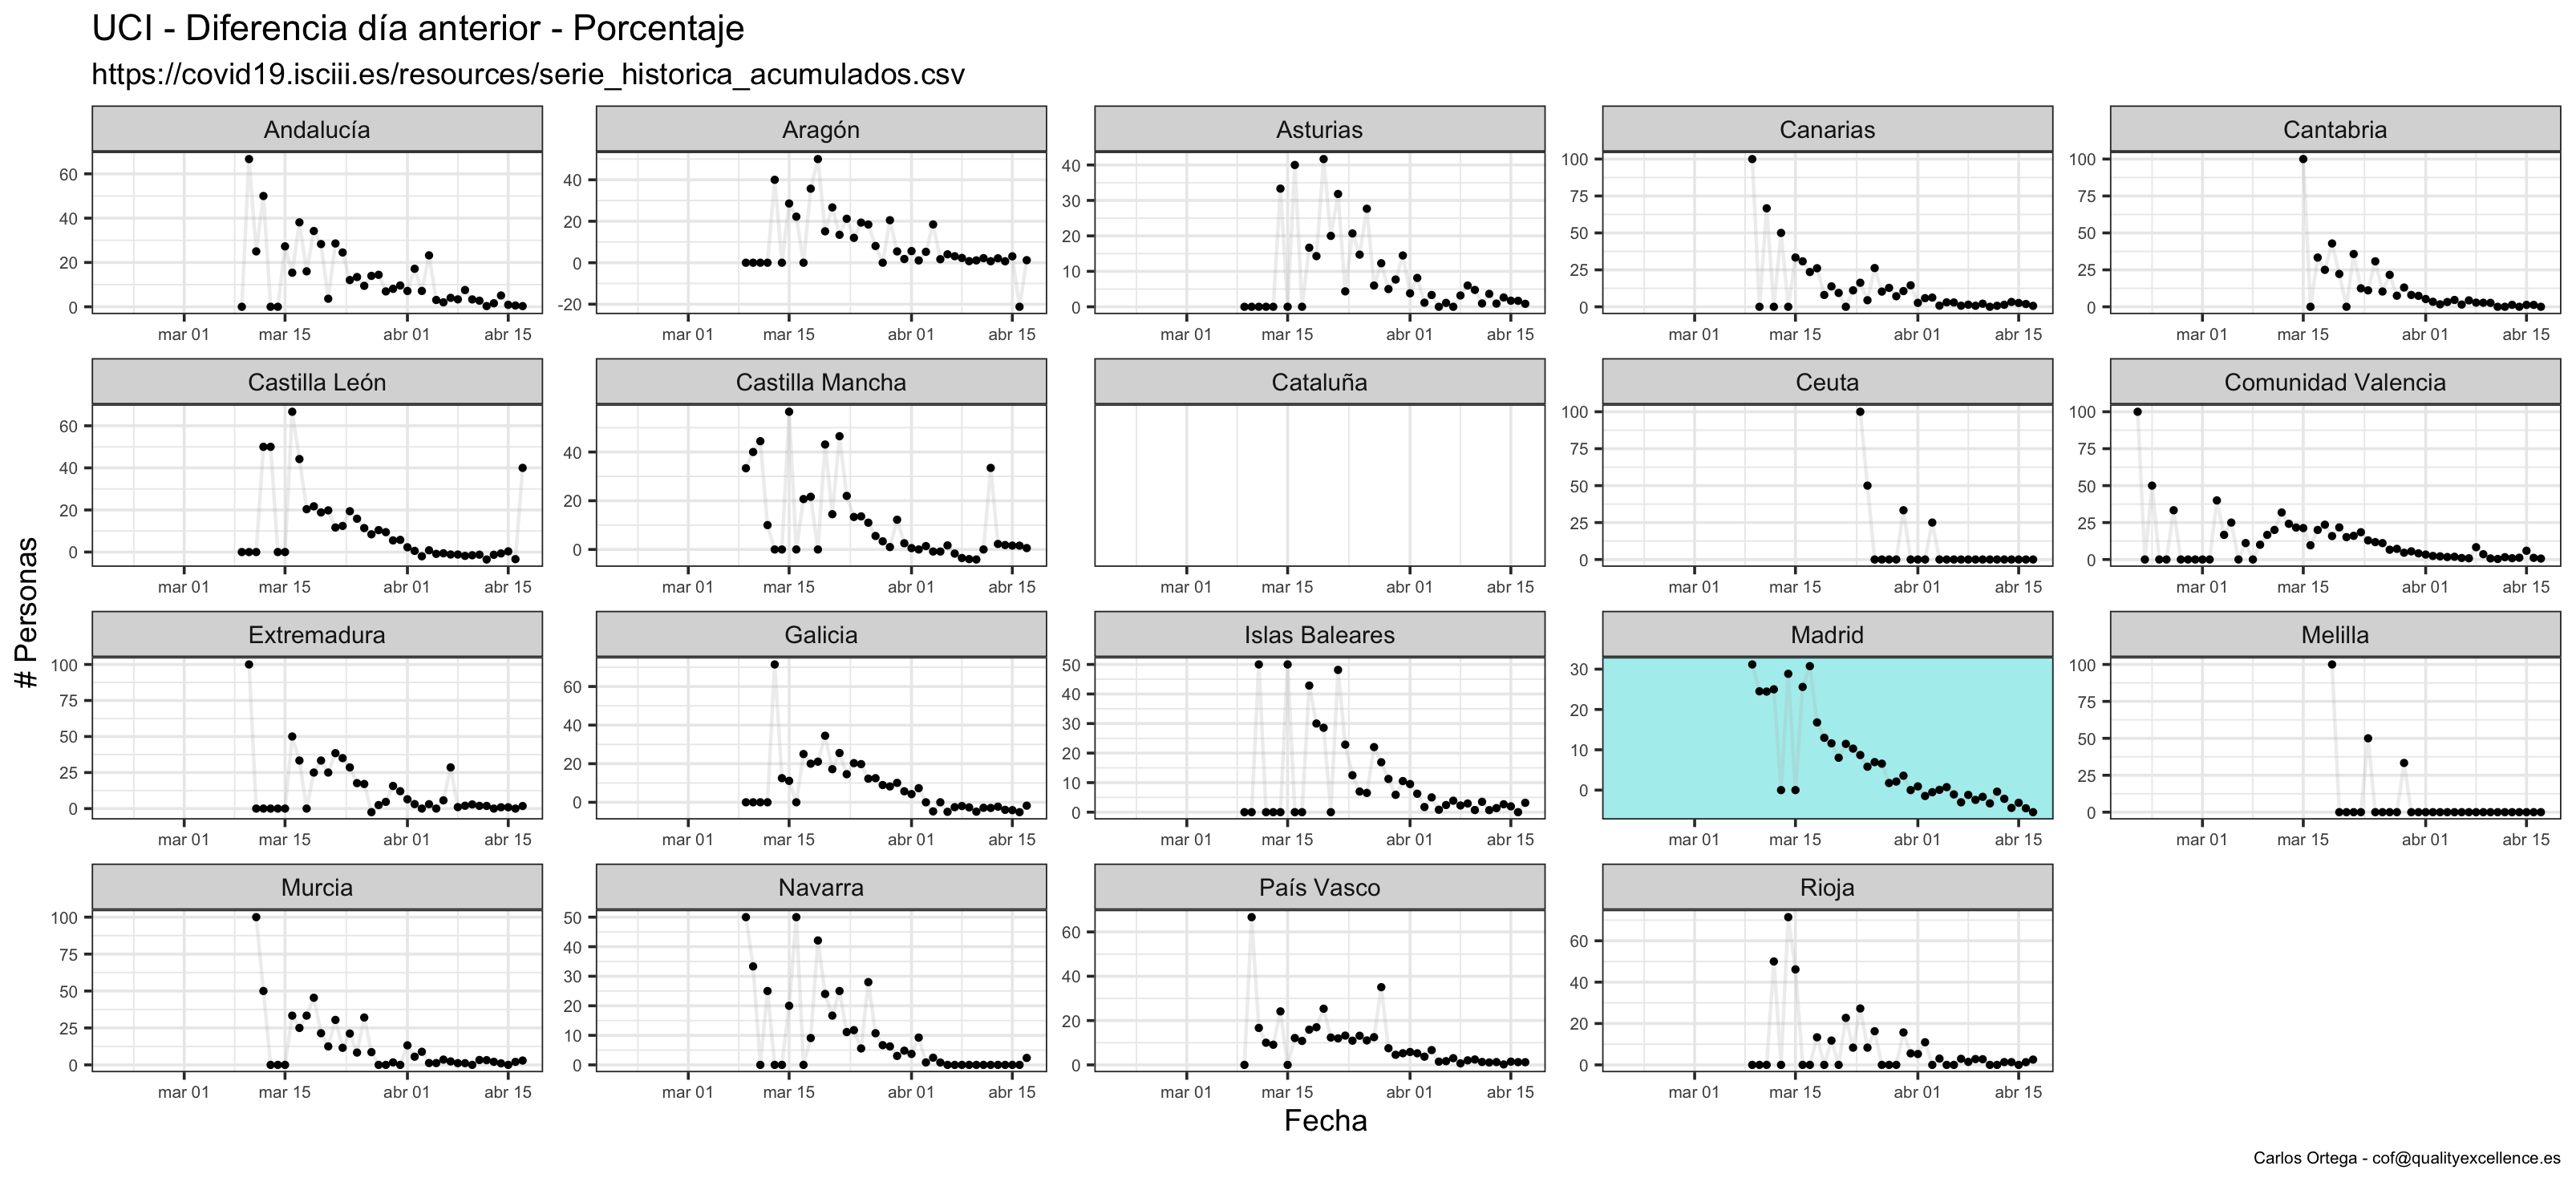 UCI - Diferencia día anterior - Porcentaje
https://covid19.isciii.es/resources/serie_historica_acumulados.csv
Andalucía Aragón Asturias Canarias Cantabria
60 40 20 0
40 20 0 -20
40 30 20 10 0
100 75 50 25 0
100 75 50 25 0
mar 01 mar 15 abr 01 abr 15 mar 01 mar 15 abr 01 abr 15 mar 01 mar 15 abr 01 abr 15 mar 01 mar 15 abr 01 abr 15 mar 01 mar 15 abr 01 abr 15
Castilla León Castilla Mancha Cataluña Ceuta Comunidad Valencia
60 40 20 0
40 20 0
100 75 50 25 0
100 75 50 25 0
mar 01 mar 15 abr 01 abr 15 mar 01 mar 15 abr 01 abr 15 mar 01 mar 15 abr 01 abr 15 mar 01 mar 15 abr 01 abr 15 mar 01 mar 15 abr 01 abr 15
# Personas
Extremadura Galicia Islas Baleares Madrid Melilla
100 75 50 25 0
60 40 20 0
50 40 30 20 10 0
30 20 10 0
100 75 50 25 0
mar 01 mar 15 abr 01 abr 15 mar 01 mar 15 abr 01 abr 15 mar 01 mar 15 abr 01 abr 15 mar 01 mar 15 abr 01 abr 15 mar 01 mar 15 abr 01 abr 15
Murcia Navarra País Vasco Rioja
100 75 50 25 0
50 40 30 20 10 0
60 40 20 0
60 40 20 0
mar 01 mar 15 abr 01 abr 15 mar 01 mar 15 abr 01 abr 15 mar 01 mar 15 abr 01 abr 15 mar 01 mar 15 abr 01 abr 15
Fecha
Carlos Ortega - cof@qualityexcellence.es